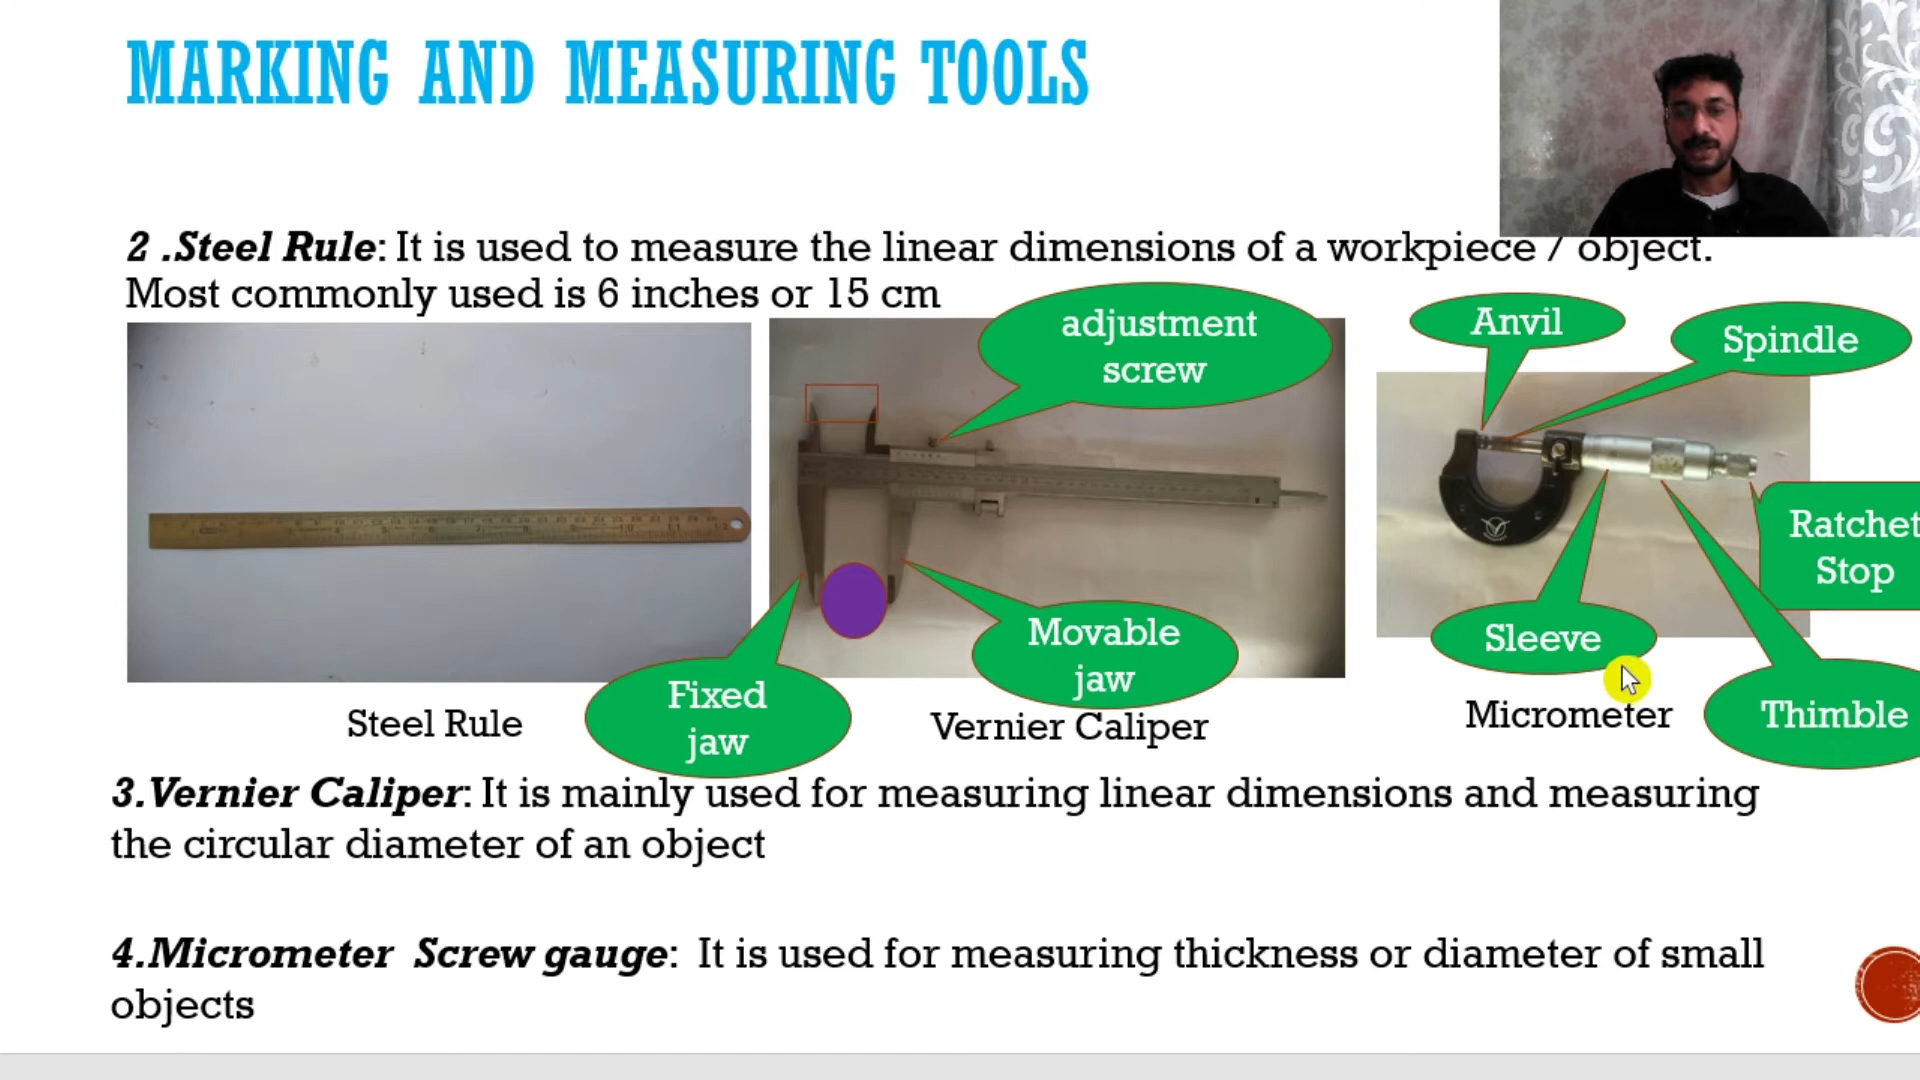 MARKING AND MEASURING TOOLS
2 .Steel Rule: It is used to measure the linear dimensions of a workpiece / object.
Most commonly used is 6 inches or 15 cm
adjustment
screw
Anvil
Spindle
Ratchet
Stop
Sleeve
Movable
jaw
Fixed
jaw
Thimble
Steel Rule
Vernier Caliper
Micrometer
3.Vernier Caliper: It is mainly used for measuring linear dimensions and measuring
the circular diameter of an object
4.Micrometer Screw gauge: It is used for measuring thickness or diameter of small
objects